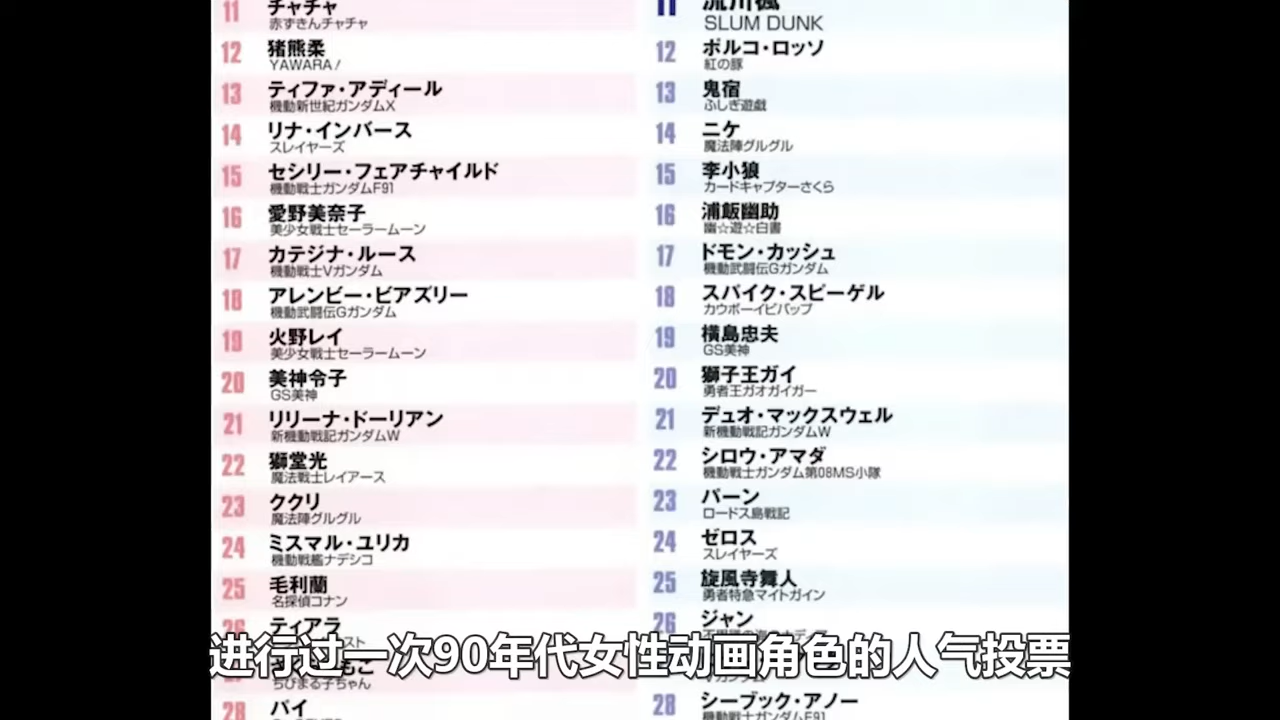 11 チャチャ
赤ずきんチャチャ
12 猪熊柔
YAWARA!
13 ティファ・アディール
機動新世紀ガンダムX
14 リナ・インバース
スレイヤーズ
15 セシリー・フェアチャイルド
機動戦士ガンダムF91
16 愛野美奈子
美少女戦士セーラームーン
17 カテジナ・ルース
機動戦士Vガンダム
18 アレンビー・ビアズリー
機動武闘伝Gガンダム
19 火野レイ
美少女戦士セーラームーン
20 美神令子
GS美神
21 リリーナ・ドーリアン
新機動戦記ガンダムW
22 獅堂光
魔法戦士レイアース
23 ククリ
魔法陣グルグル
24 ミスマル・ユリカ
機動戦艦ナデシコ
25 毛利蘭
名探偵コナン
26 ティアラ
ちびまる子ちゃん
28 パイ
11 流川楓
SLUM DUNK
12 ポルコ・ロッソ
紅の豚
13 鬼宿
ふしぎ遊戯
14 ニケ
魔法陣グルグル
15 李小狼
カードキャプターさくら
16 浦飯幽助
幽☆遊☆白書
17 ドモン・カッシュ
機動武闘伝Gガンダム
18 スパイク・スピーゲル
カウボーイビバップ
19 横島忠夫
GS美神
20 獅子王ガイ
勇者王ガオガイガー
21 デュオ・マックスウェル
新機動戦記ガンダムW
22 シロウ・アマダ
機動戦士ガンダム第08MS小隊
23 パーン
ロードス島戦記
24 ゼロス
スレイヤーズ
25 旋風寺舞人
勇者特急マイトガイン
26 ジャン
28 シーブック・アノー
機動戦士ガンダムF91
进行过一次90年代女性动画角色的人气投票